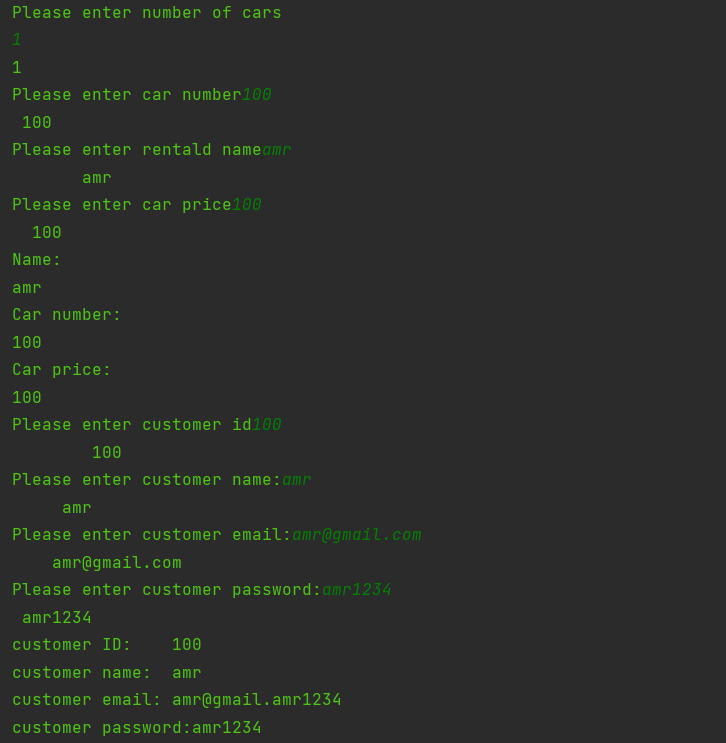 Please enter number of cars
1
1
Please enter car number100
100
Please enter rentald nameamr
amr
Please enter car price100
100
Name:
amr
Car number:
100
Car price:
100
Please enter customer id100
100
Please enter customer name:amr
amr
Please enter customer email:amr@gmail.com
amr@gmail.com
Please enter customer password:amr1234
amr1234
customer ID:    100
customer name:  amr
customer email: amr@gmail.amr1234
customer password:amr1234